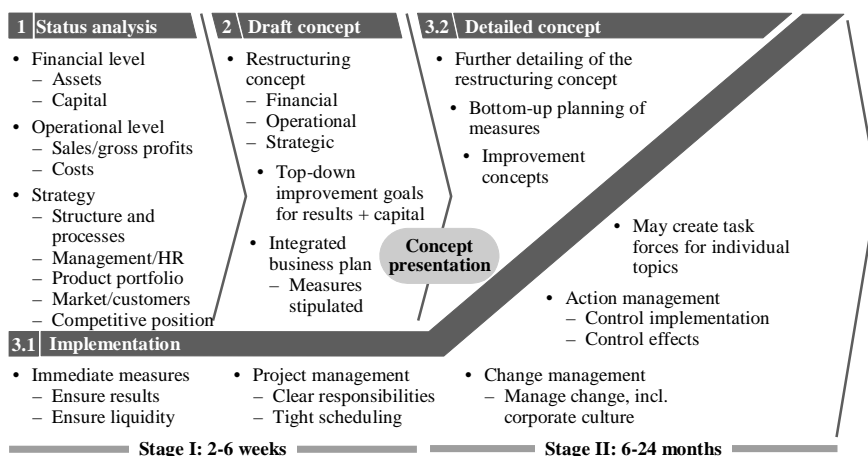 1 Status analysis
• Financial level
– Assets
– Capital
• Operational level
– Sales/gross profits
– Costs
• Strategy
– Structure and
processes
– Management/HR
– Product portfolio
– Market/customers
– Competitive position
2 Draft concept
• Restructuring
concept
– Financial
– Operational
– Strategic
• Top-down
improvement goals
for results + capital
• Integrated
business plan
– Measures
stipulated
Concept
presentation
3.2 Detailed concept
• Further detailing of the
restructuring concept
• Bottom-up planning of
measures
• Improvement
concepts
3.1 Implementation
• Immediate measures
– Ensure results
– Ensure liquidity
• Project management
– Clear responsibilities
– Tight scheduling
• May create task
forces for individual
topics
• Action management
– Control implementation
– Control effects
• Change management
– Manage change, incl.
corporate culture
Stage I: 2-6 weeks
Stage II: 6-24 months